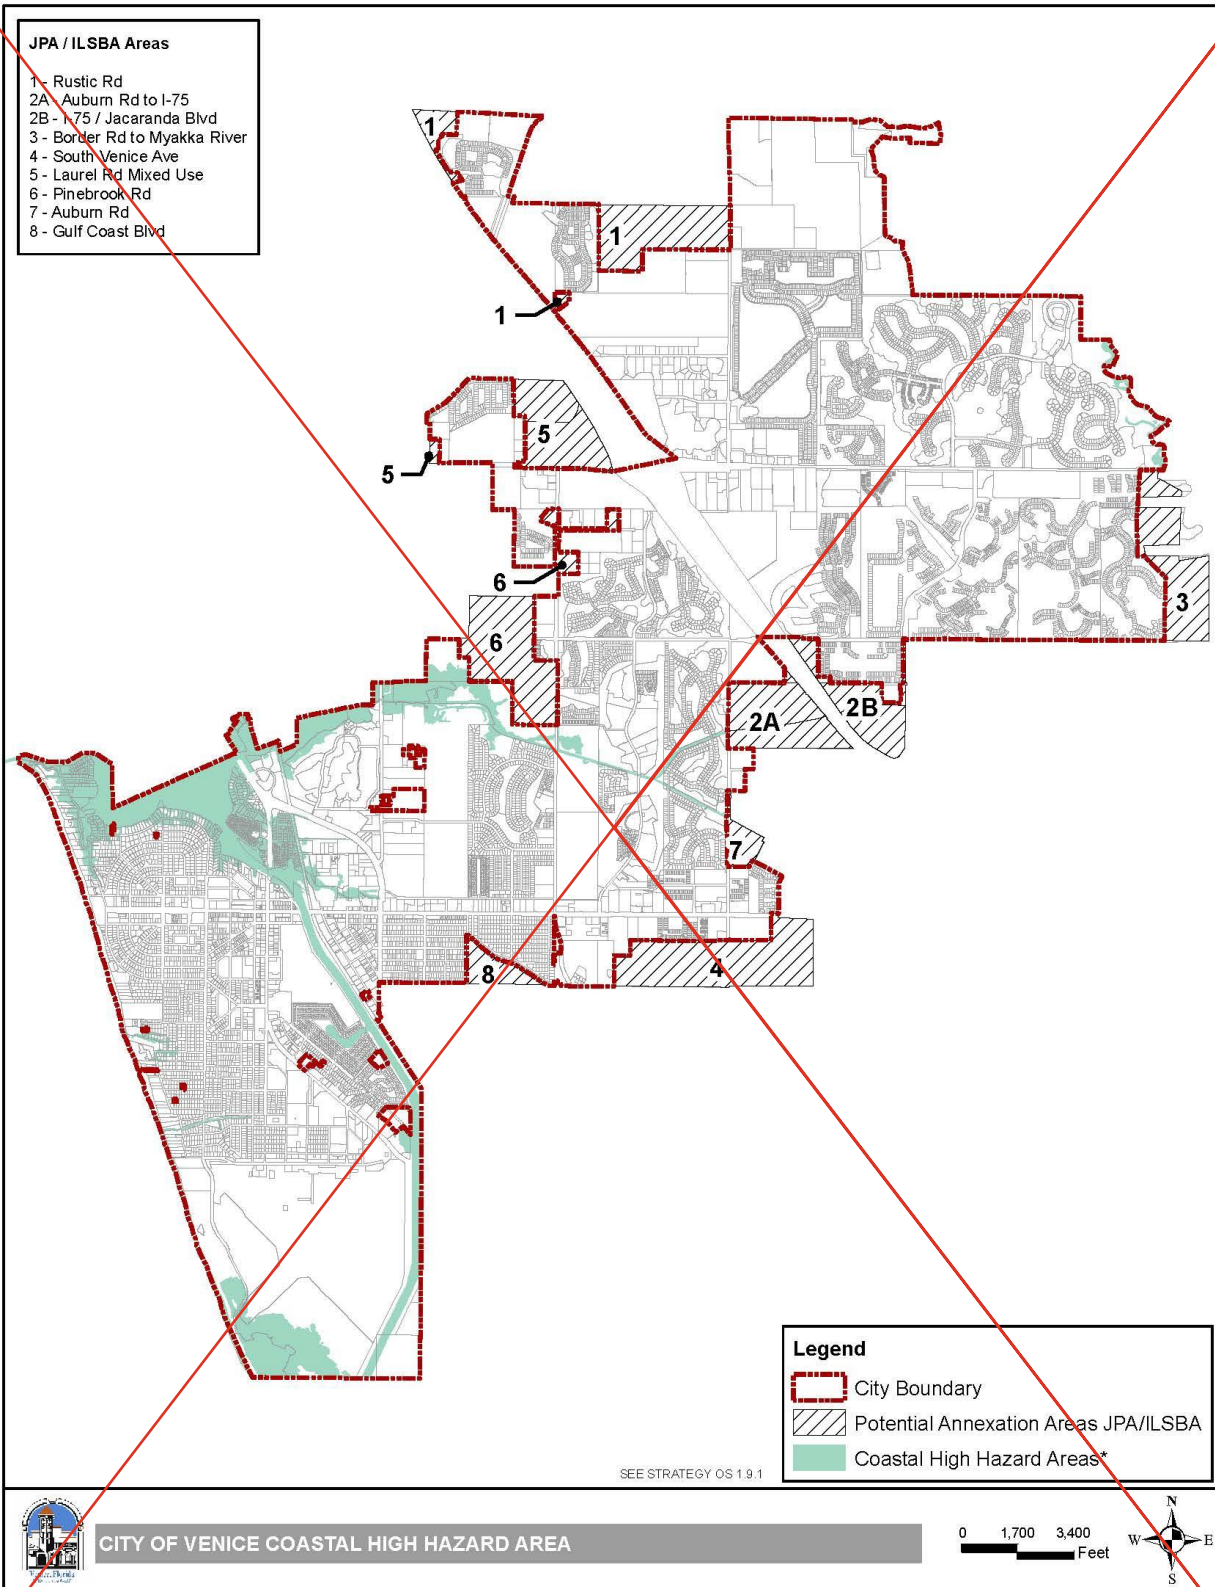 JPA / ILSBA Areas
1 - Rustic Rd
2A - Auburn Rd to I-75
2B - I-75 / Jacaranda Blvd
3 - Border Rd to Myakka River
4 - South Venice Ave
5 - Laurel Rd Mixed Use
6 - Pinebrook Rd
7 - Auburn Rd
8 - Gulf Coast Blvd
1
1
1
5
5
6
6
3
2A
2B
7
8
4
Legend
City Boundary
Potential Annexation Areas JPA/ILSBA
Coastal High Hazard Areas*
SEE STRATEGY OS 1.9.1
Venice, Florida
CITY OF VENICE COASTAL HIGH HAZARD AREA
0 1,700 3,400
Feet
N
W E
S